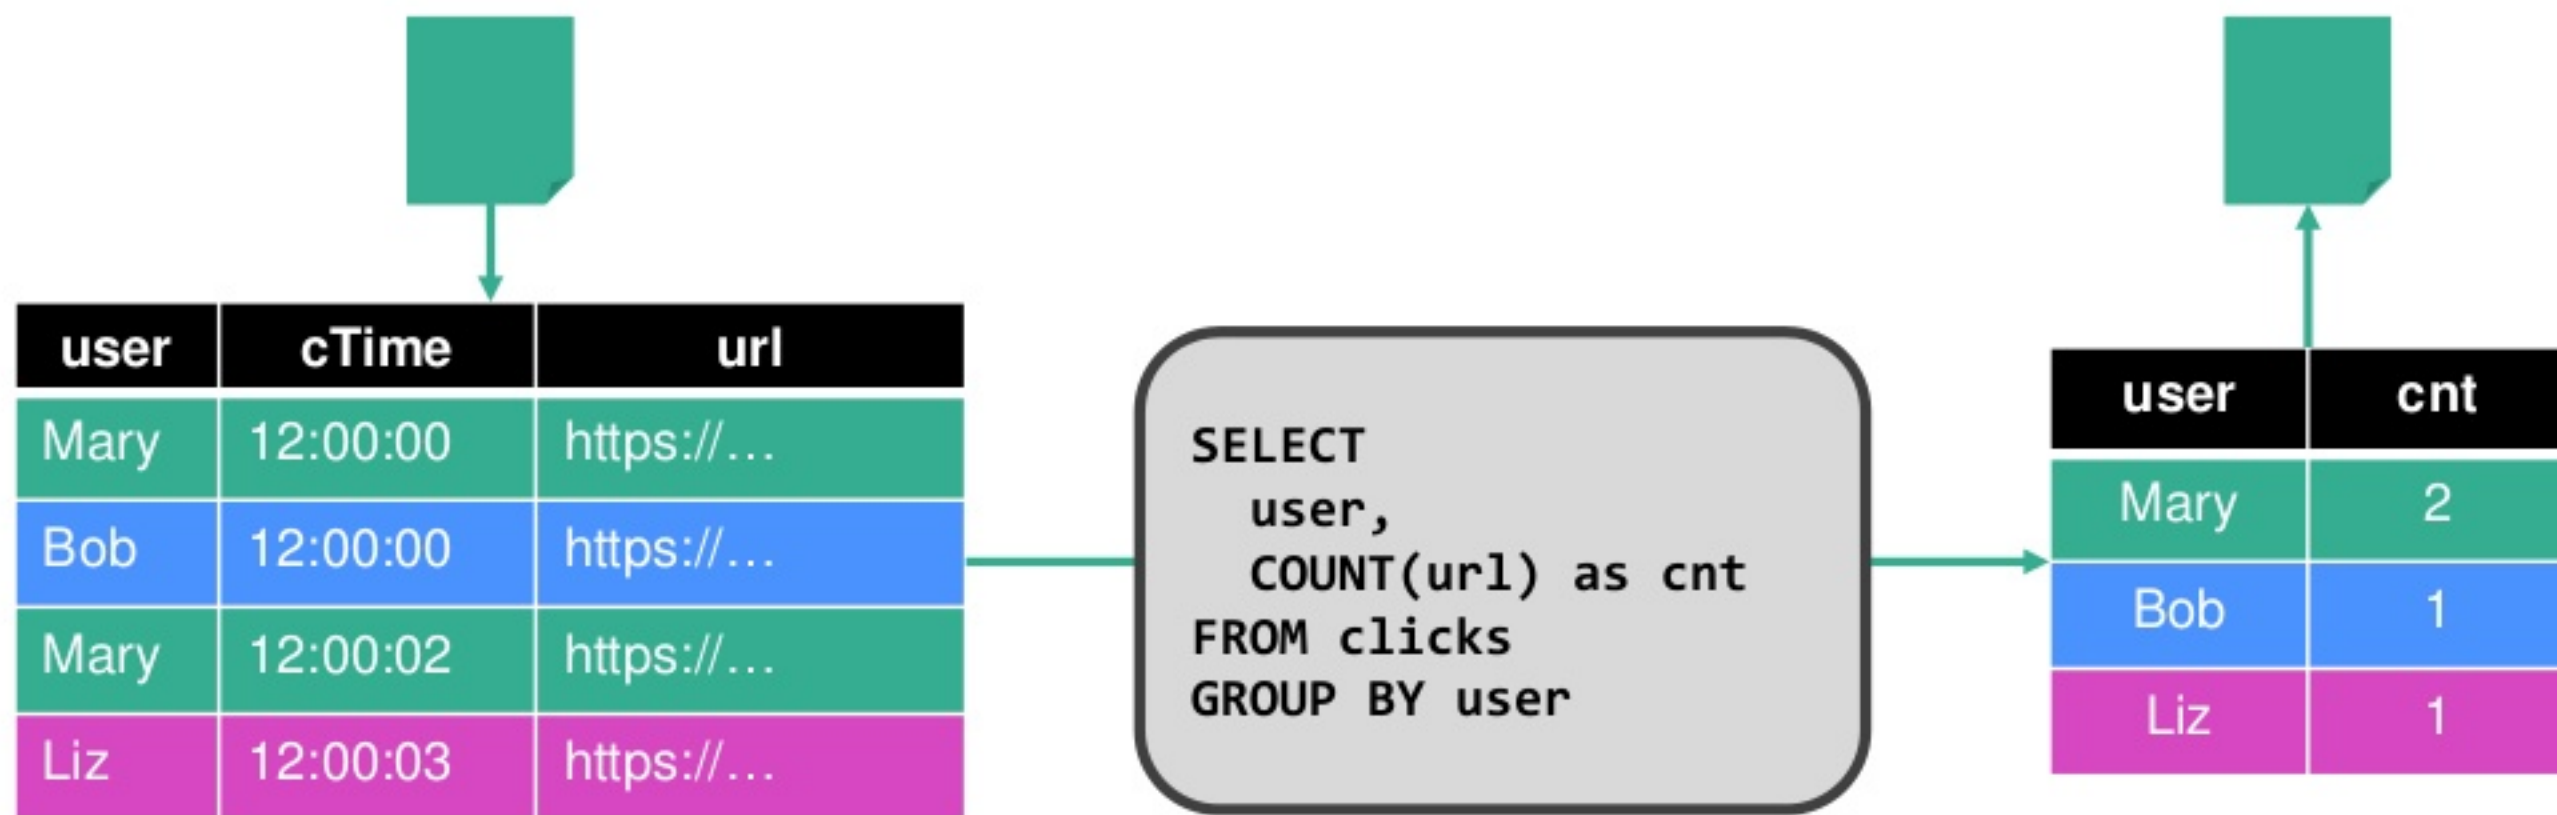 user cTime url
Mary 12:00:00 https://...
Bob 12:00:00 https://...
Mary 12:00:02 https://...
Liz 12:00:03 https://...
SELECT
user,
COUNT(url) as cnt
FROM clicks
GROUP BY user
user cnt
Mary 2
Bob 1
Liz 1